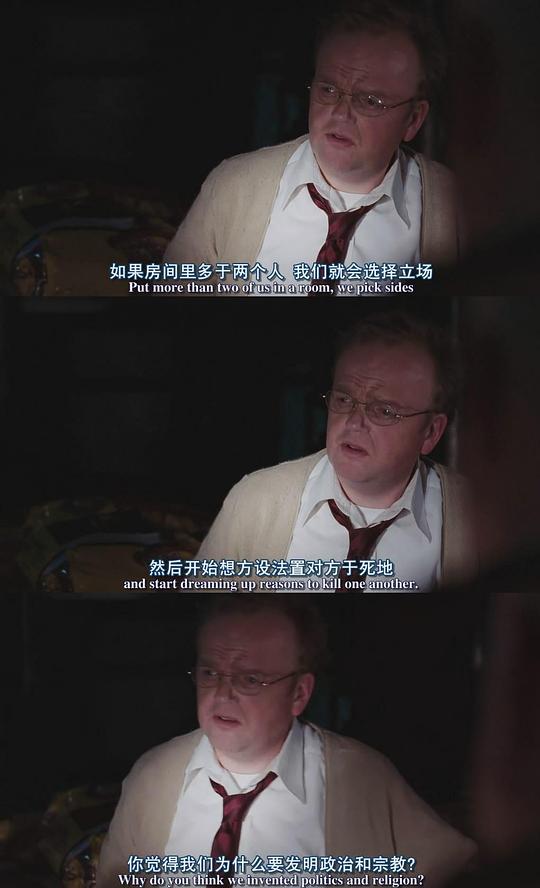 如果房间里多于两个人 我们就会选择立场
Put more than two of us in a room, we pick sides
然后开始想方设法置对方于死地
and start dreaming up reasons to kill one another.
你觉得我们为什么要发明政治和宗教?
Why do you think we invented politics and religion?